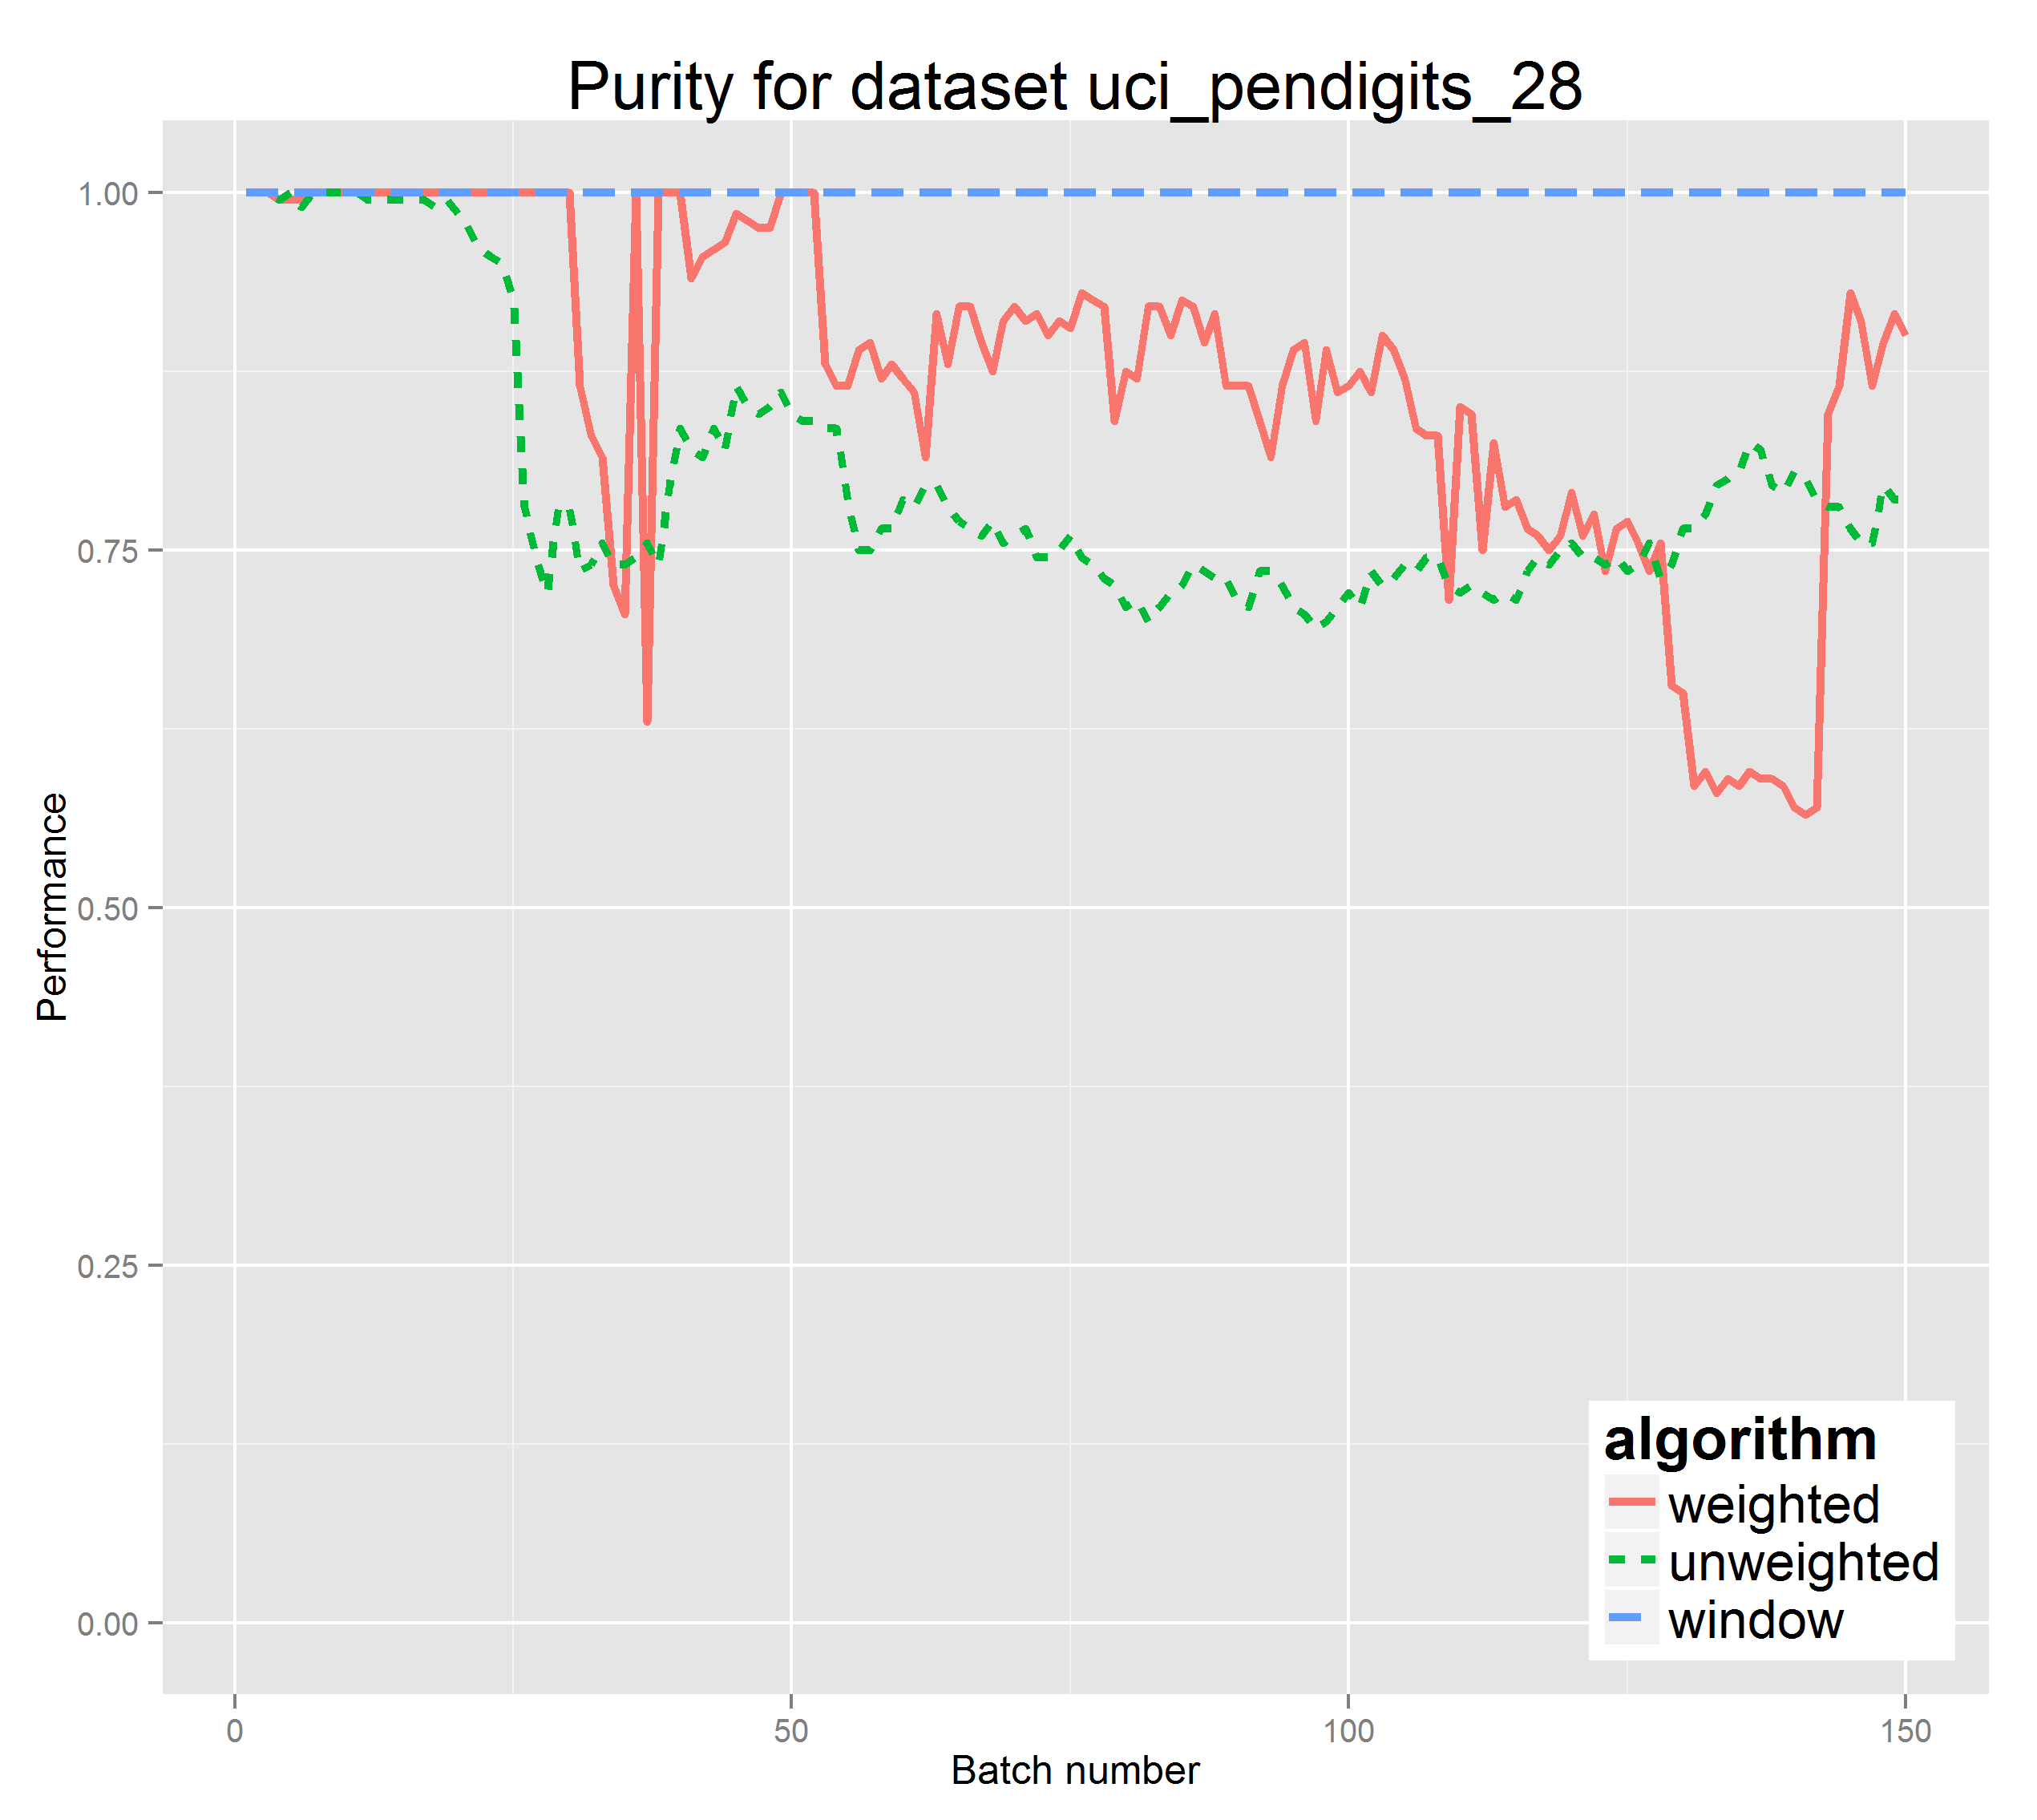 Purity for dataset uci_pendigits_28
1.00
0.75
0.50
0.25
0.00
Performance
0
50
100
150
Batch number
algorithm
weighted
unweighted
window